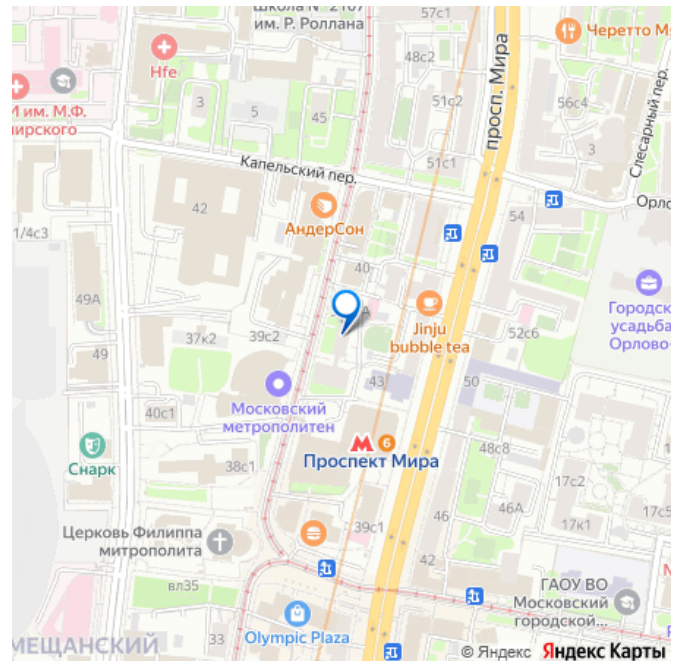 57с1
им. Р. Роллана
48с2
Черетто М
Hfe
3
5
45
51с2
просп. Мира
56с4
Слесарный пер.
3
И им. М.Ф.
ирского
Капельский пер.
51с1
42
АндерСон
54
Орло
1/4с3
40
49А
Jinju
bubble tea
Городск
усадьба
Орлово-
37к2
39с2
52с6
49
43
50
Московский
метрополитен
40с1
6
Проспект Мира
Снарк
38с1
48с8
17с2
46А
46
17к1
17с5
39с1
Церковь Филиппа
митрополита
42
вл35
ГАОУ ВО
Московский
городской...
33
МЕЩАНСКИЙ
Olympic Plaza
© Яндекс Яндекс Карты